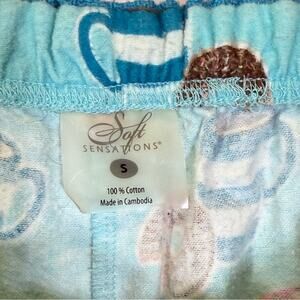 Soft
SENSATIONS®
S
100 % Cotton
Made in Cambodia